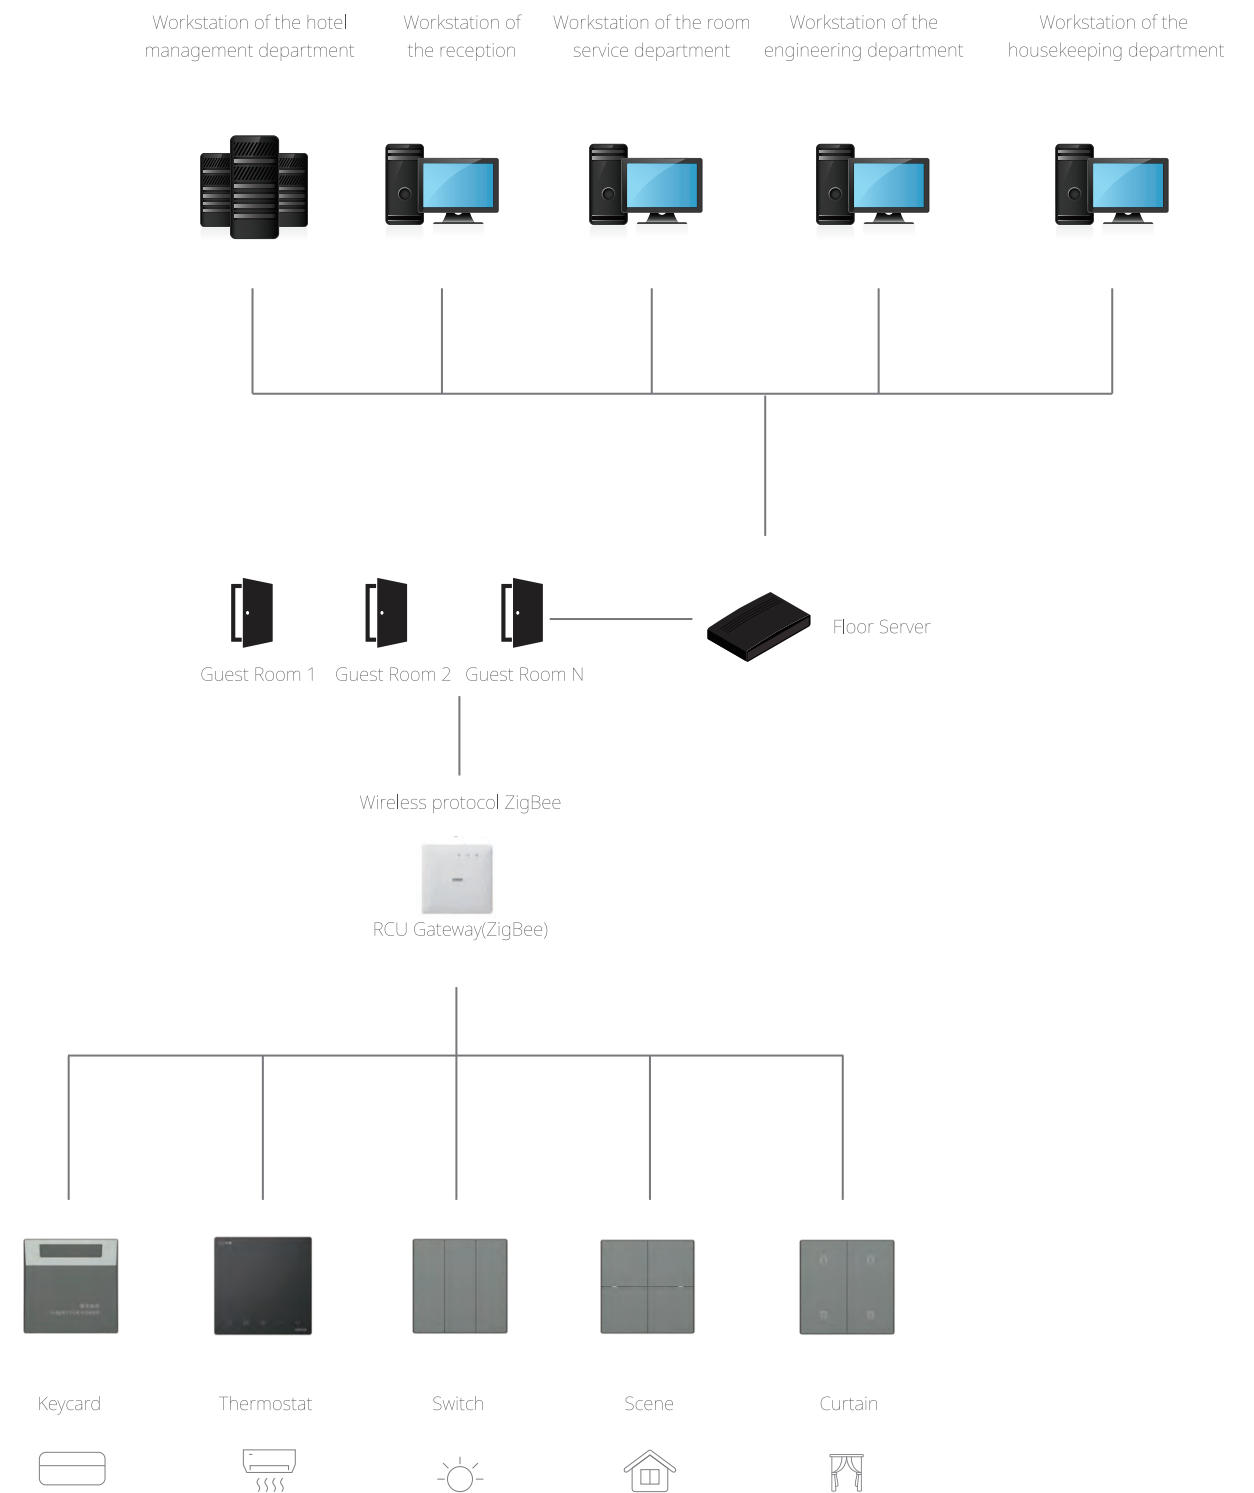 Workstation of the hotel
management department
Workstation of
the reception
Workstation of the room
service department
Workstation of the
engineering department
Workstation of the
housekeeping department
Floor Server
Guest Room 1
Guest Room 2
Guest Room N
Wireless protocol ZigBee
RCU Gateway(ZigBee)
Keycard
Thermostat
Switch
Scene
Curtain